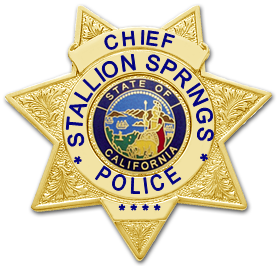 CHIEF
STALLION SPRINGS
STATE OF
CALIFORNIA
* POLICE *
****